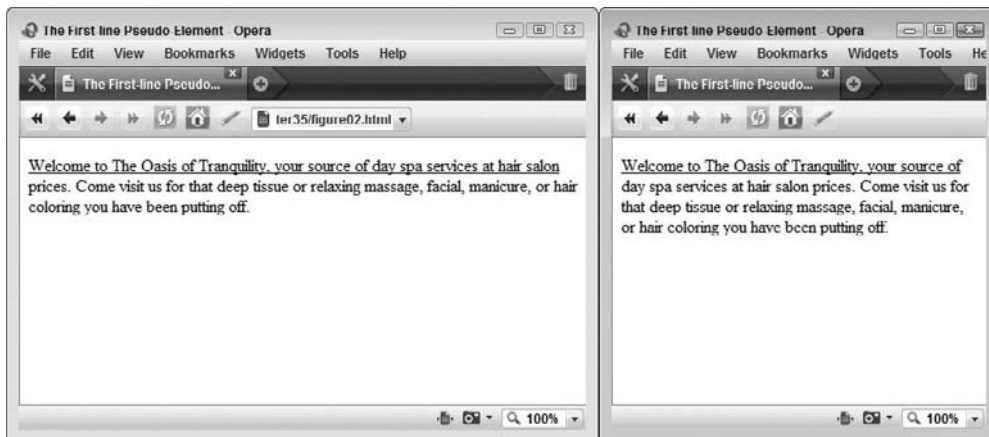 The First line Pseudo Element - Opera
File Edit View Bookmarks Widgets Tools Help
The First-line Pseudo...
ter35/figure02.html
Welcome to The Oasis of Tranquility, your source of day spa services at hair salon
prices. Come visit us for that deep tissue or relaxing massage, facial, manicure, or hair
coloring you have been putting off.
100%
The First line Pseudo Element - Opera
File Edit View Bookmarks Widgets Tools He
The First-line Pseudo...
Welcome to The Oasis of Tranquility, your source of
day spa services at hair salon prices. Come visit us for
that deep tissue or relaxing massage, facial, manicure,
or hair coloring you have been putting off.
100%